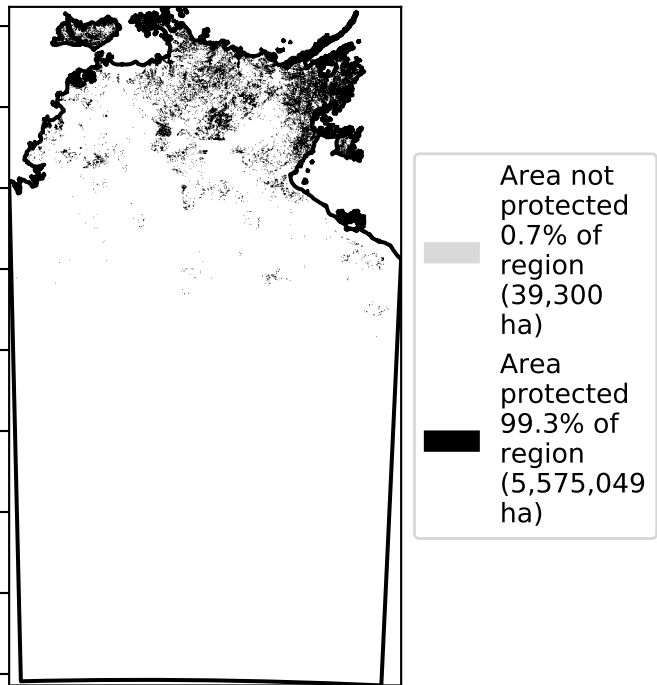 Area not
protected
0.7% of
region
(39,300
ha)
Area
protected
99.3% of
region
(5,575,049
ha)